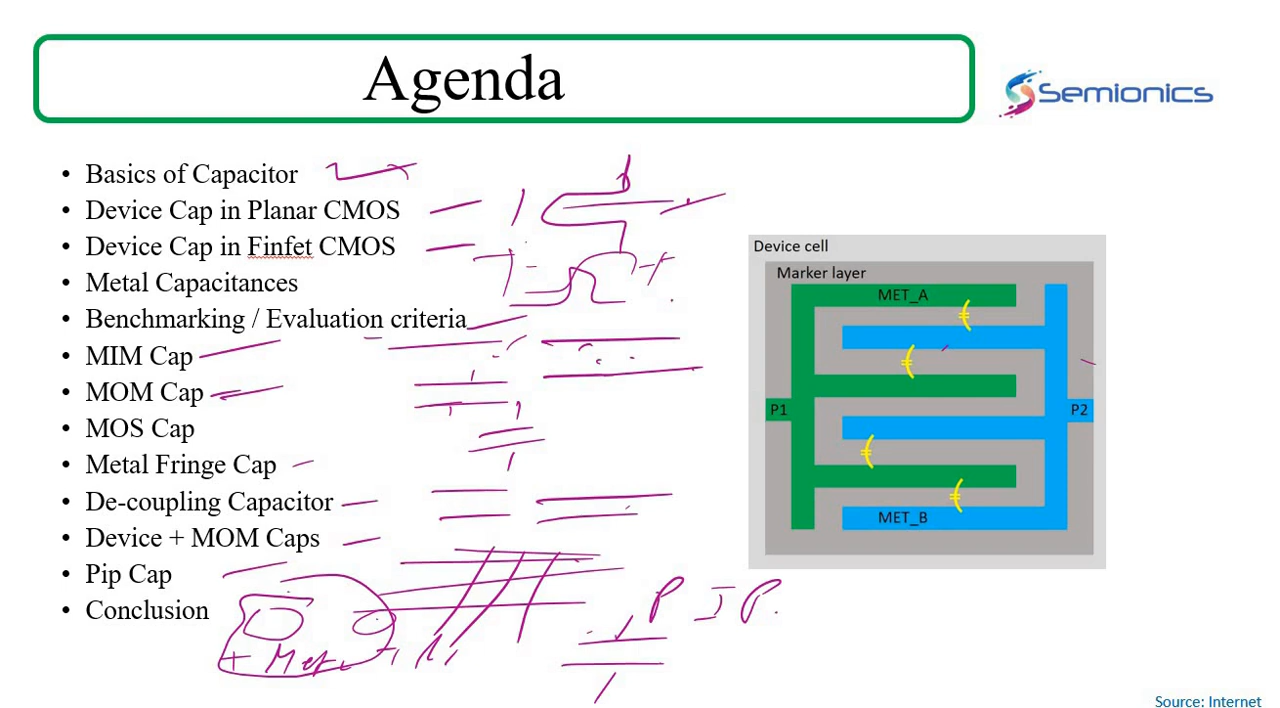 Agenda
Semionics
• Basics of Capacitor
• Device Cap in Planar CMOS
• Device Cap in Finfet CMOS
• Metal Capacitances
• Benchmarking / Evaluation criteria
• MIM Cap
• MOM Cap
• MOS Cap
• Metal Fringe Cap
• De-coupling Capacitor
• Device + MOM Caps
• Pip Cap
• Conclusion
Device cell
Marker layer
MET_A
P1
P2
MET_B
P I P
Source: Internet